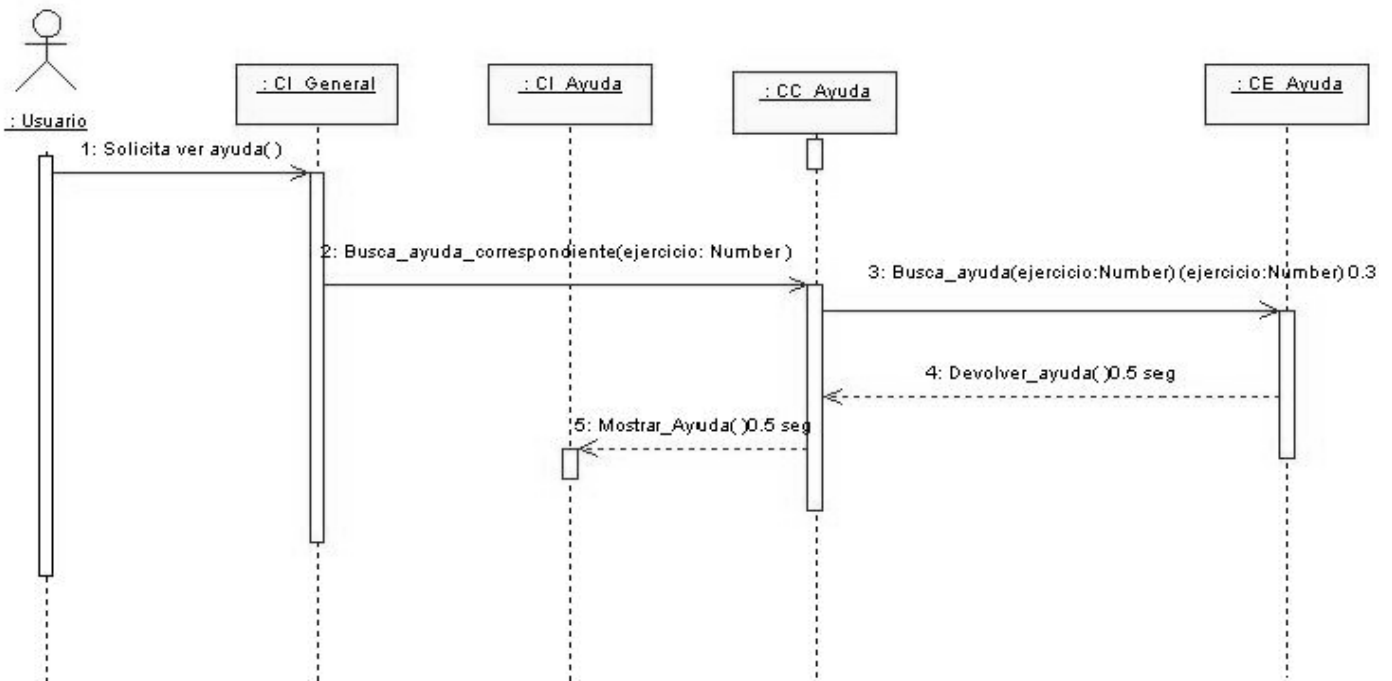 : Usuario
: CI_General
: CI_Ayuda
: CC_Ayuda
: CE_Ayuda
1: Solicita ver ayuda( )
2: Busca_ayuda_correspondiente(ejercicio: Number )
3: Busca_ayuda(ejercicio:Number) (ejercicio:Number) 0.3
4: Devolver_ayuda( )0.5 seg
5: Mostrar_Ayuda( )0.5 seg